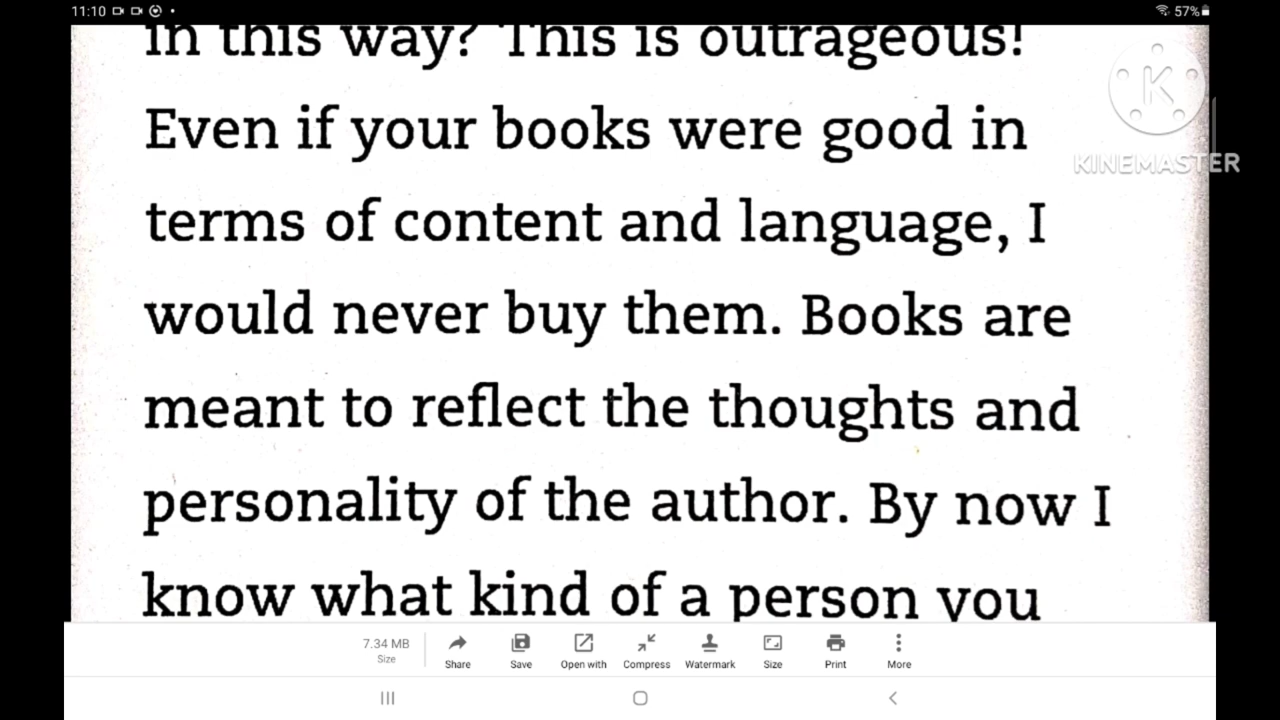 11:10
57%
in this way? This is outrageous!
K
KINEMASTER
Even if your books were good in
terms of content and language, I
would never buy them. Books are
meant to reflect the thoughts and
personality of the author. By now I
know what kind of a person you
7.34 MB
Size
Share
Save
Open with
Compress
Watermark
Size
Print
More